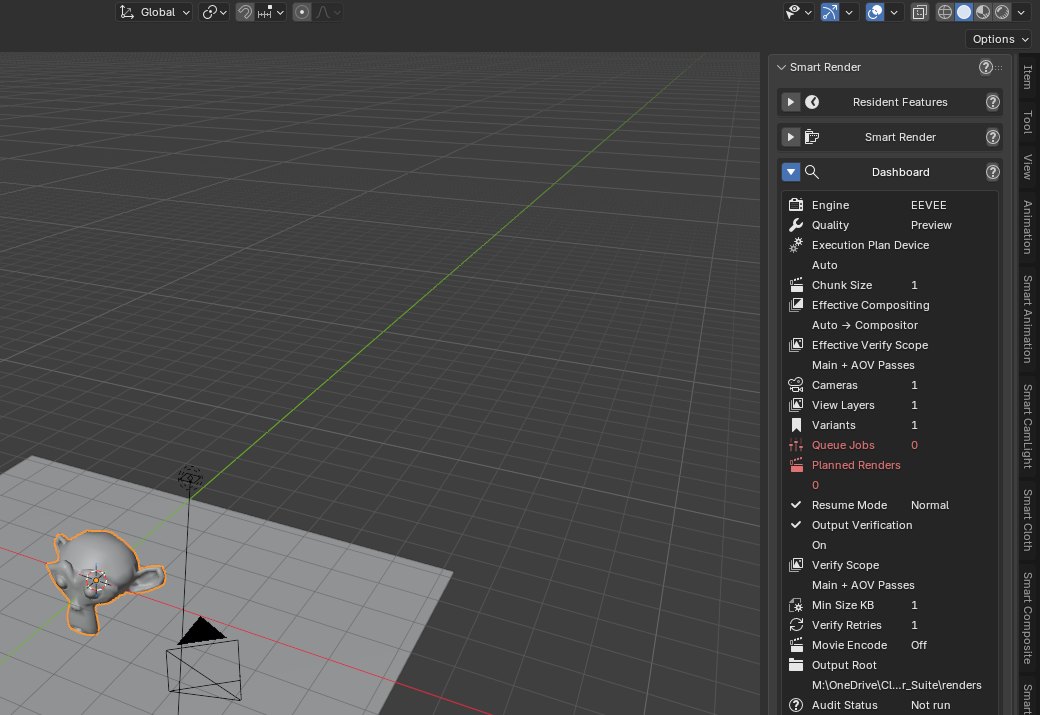 Global
Options
Smart Render
Resident Features
Smart Render
Dashboard
Engine EEVEE
Quality Preview
Execution Plan Device
Auto
Chunk Size 1
Effective Compositing
Auto → Compositor
Effective Verify Scope
Main + AOV Passes
Cameras 1
View Layers 1
Variants 1
Queue Jobs 0
Planned Renders
0
Resume Mode Normal
Output Verification
On
Verify Scope
Main + AOV Passes
Min Size KB 1
Verify Retries 1
Movie Encode Off
Output Root
M:\OneDrive\Cl...r_Suite\renders
Audit Status Not run
Item
Tool
View
Animation
Smart Animation
Smart CamLight
Smart Cloth
Smart Composite
Smart